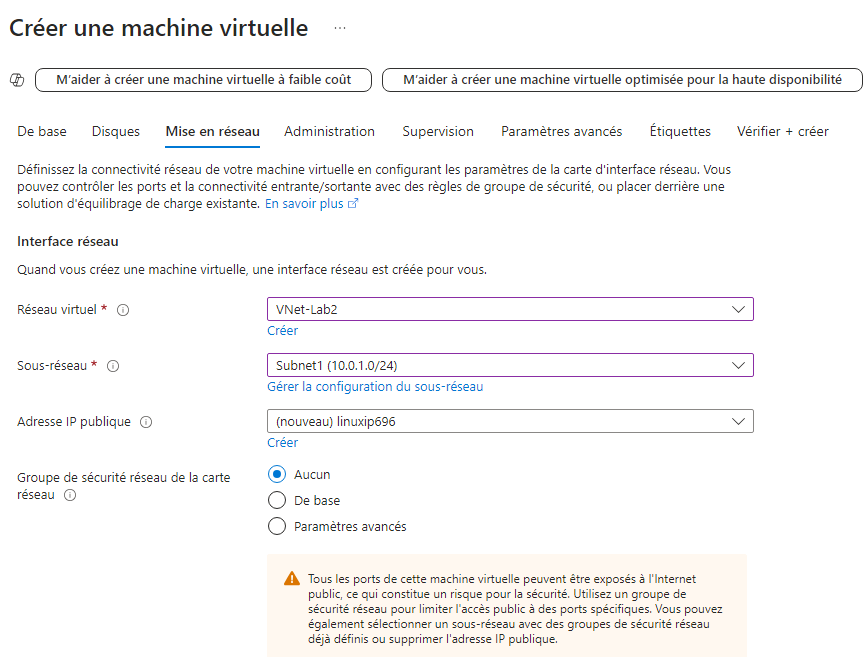 Créer une machine virtuelle ...
M'aider à créer une machine virtuelle à faible coût M'aider à créer une machine virtuelle optimisée pour la haute disponibilité
De base Disques Mise en réseau Administration Supervision Paramètres avancés Étiquettes Vérifier + créer
Définissez la connectivité réseau de votre machine virtuelle en configurant les paramètres de la carte d'interface réseau. Vous
pouvez contrôler les ports et la connectivité entrante/sortante avec des règles de groupe de sécurité, ou placer derrière une
solution d'équilibrage de charge existante. En savoir plus
Interface réseau
Quand vous créez une machine virtuelle, une interface réseau est créée pour vous.
Réseau virtuel * VNet-Lab2
Créer
Sous-réseau * Subnet1 (10.0.1.0/24)
Gérer la configuration du sous-réseau
Adresse IP publique (nouveau) linuxip696
Créer
Groupe de sécurité réseau de la carte
réseau
Aucun
De base
Paramètres avancés
Tous les ports de cette machine virtuelle peuvent être exposés à l'Internet
public, ce qui constitue un risque pour la sécurité. Utilisez un groupe de
sécurité réseau pour limiter l'accès public à des ports spécifiques. Vous pouvez
également sélectionner un sous-réseau avec des groupes de sécurité réseau
déjà définis ou supprimer l'adresse IP publique.